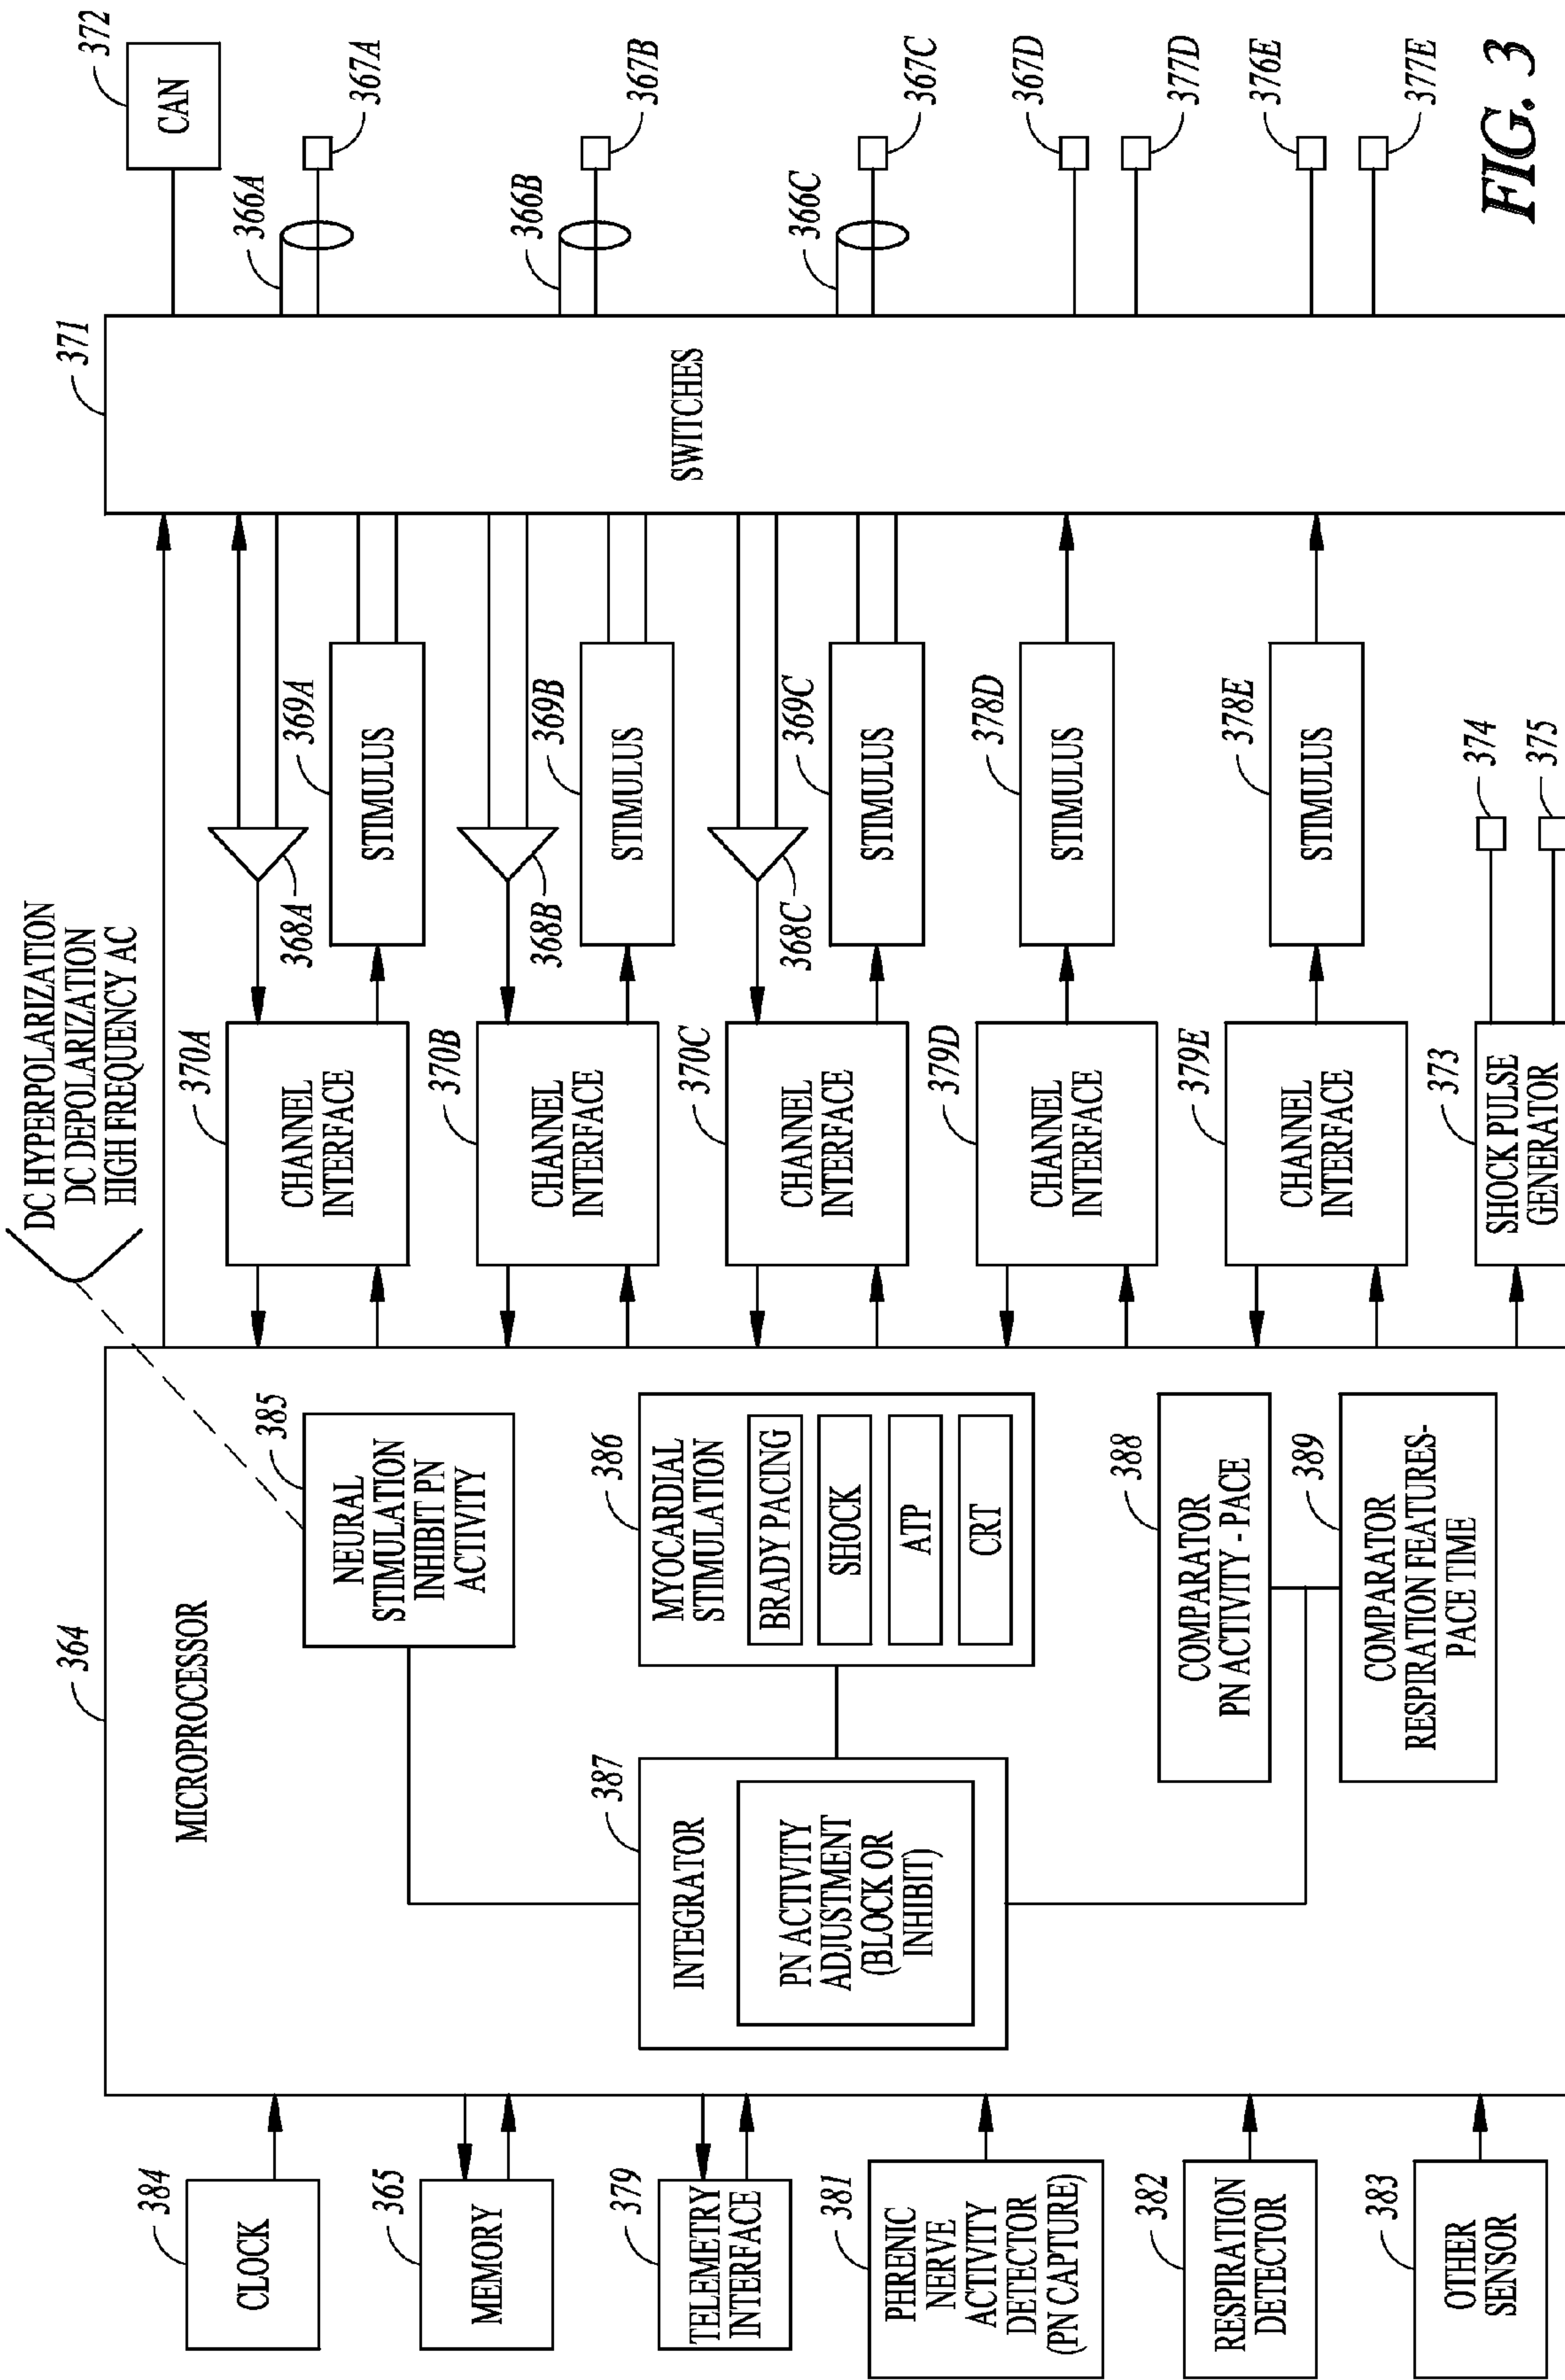 DC HYPERPOLARIZATION
DC DEPOLARIZATION
HIGH FREQUENCY AC
384
CLOCK
365
MEMORY
379
TELEMETRY
INTERFACE
381
PHRENIC
NERVE
ACTIVITY
DETECTOR
(PN CAPTURE)
382
RESPIRATION
DETECTOR
383
OTHER
SENSOR
364
MICROPROCESSOR
385
NEURAL
STIMULATION
INHIBIT PN
ACTIVITY
387
INTEGRATOR
PN ACTIVITY
ADJUSTMENT
(BLOCK OR
INHIBIT)
386
MYOCARDIAL
STIMULATION
BRADY PACING
SHOCK
ATP
CRT
388
COMPARATOR
PN ACTIVITY - PACE
389
COMPARATOR
RESPIRATION FEATURES-
PACE TIME
370A
CHANNEL
INTERFACE
368A
369A
STIMULUS
370B
CHANNEL
INTERFACE
368B
369B
STIMULUS
370C
CHANNEL
INTERFACE
368C
369C
STIMULUS
379D
CHANNEL
INTERFACE
378D
STIMULUS
379E
CHANNEL
INTERFACE
378E
STIMULUS
373
SHOCK PULSE
GENERATOR
374
375
371
SWITCHES
372
CAN
366A
367A
366B
367B
366C
367C
367D
377D
376E
377E
FIG. 3